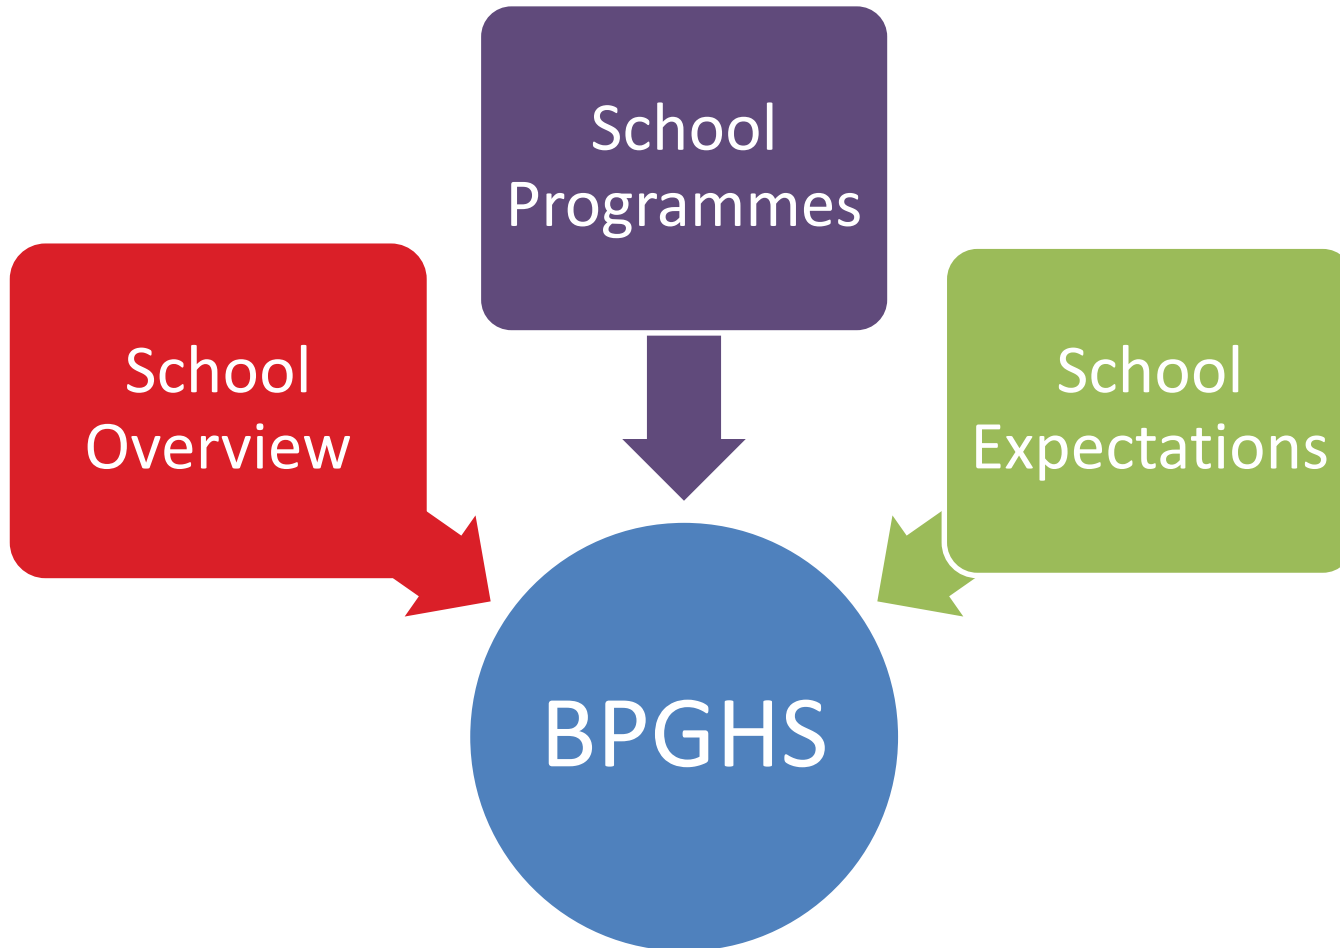 School
Programmes
School
Overview
School
Expectations
BPGHS